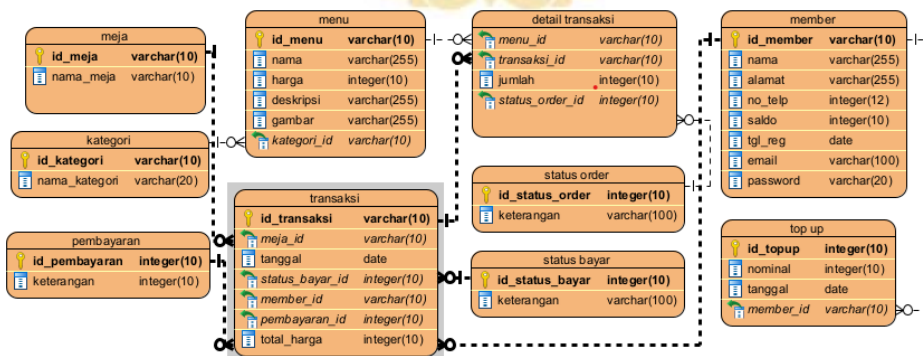 meja
id_meja varchar(10)
nama_meja varchar(10)
kategori
id_kategori varchar(10)
nama_kategori varchar(20)
pembayaran
id_pembayaran integer(10)
keterangan integer(10)
menu
id_menu varchar(10)
nama varchar(255)
harga integer(10)
deskripsi varchar(255)
gambar varchar(255)
kategori_id varchar(10)
transaksi
id_transaksi varchar(10)
meja_id varchar(10)
tanggal date
status_bayar_id integer(10)
member_id varchar(10)
pembayaran_id integer(10)
total_harga integer(10)
detail transaksi
menu_id varchar(10)
transaksi_id varchar(10)
jumlah integer(10)
status_order_id integer(10)
status order
id_status_order integer(10)
keterangan varchar(100)
status bayar
id_status_bayar integer(10)
keterangan varchar(100)
member
id_member varchar(10)
nama varchar(255)
alamat varchar(255)
no_telp integer(12)
saldo integer(10)
tgl_reg date
email varchar(100)
password varchar(20)
top up
id_topup integer(10)
nominal integer(10)
tanggal date
member_id varchar(10)